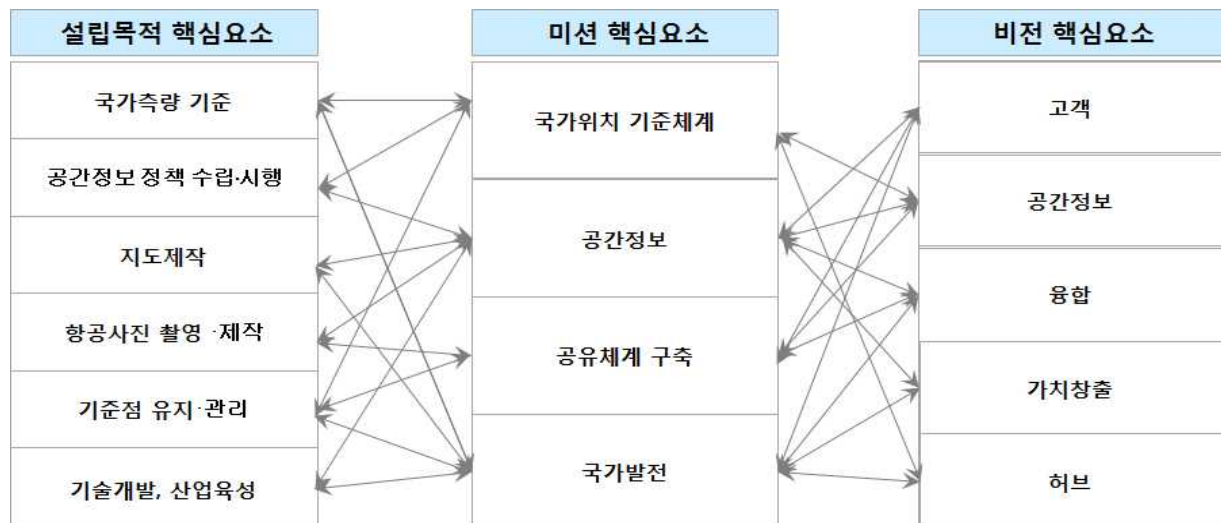 설립목적 핵심요소
국가측량 기준
공간정보 정책 수립·시행
지도제작
항공사진 촬영 ·제작
기준점 유지·관리
기술개발, 산업육성
미션 핵심요소
국가위치 기준체계
공간정보
공유체계 구축
국가발전
비전 핵심요소
고객
공간정보
융합
가치창출
허브